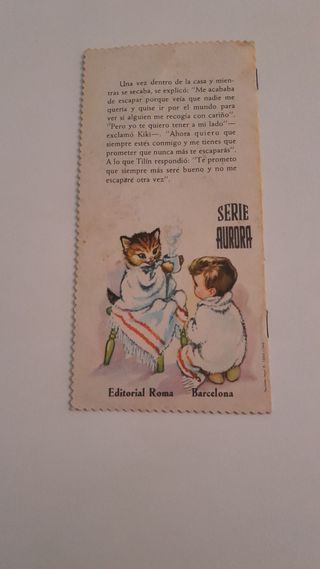 Una vez dentro de la casa y mien-
tras se secaba, se explicó: "Me acababa
de escapar porque veía que nadie me
quería y quise ir por el mundo para
ver si alguien me recogía con cariño".
"Pero yo te quiero tener a mi lado"—
exclamó Kiki—. "Ahora quiero que
siempre estés conmigo y me tienes que
prometer que nunca más te escaparás".
A lo que Tilín respondió: "Te prometo
que siempre más sere bueno y no me
escaparé otra vez".
SERIE
AURORA
Editorial Roma Barcelona